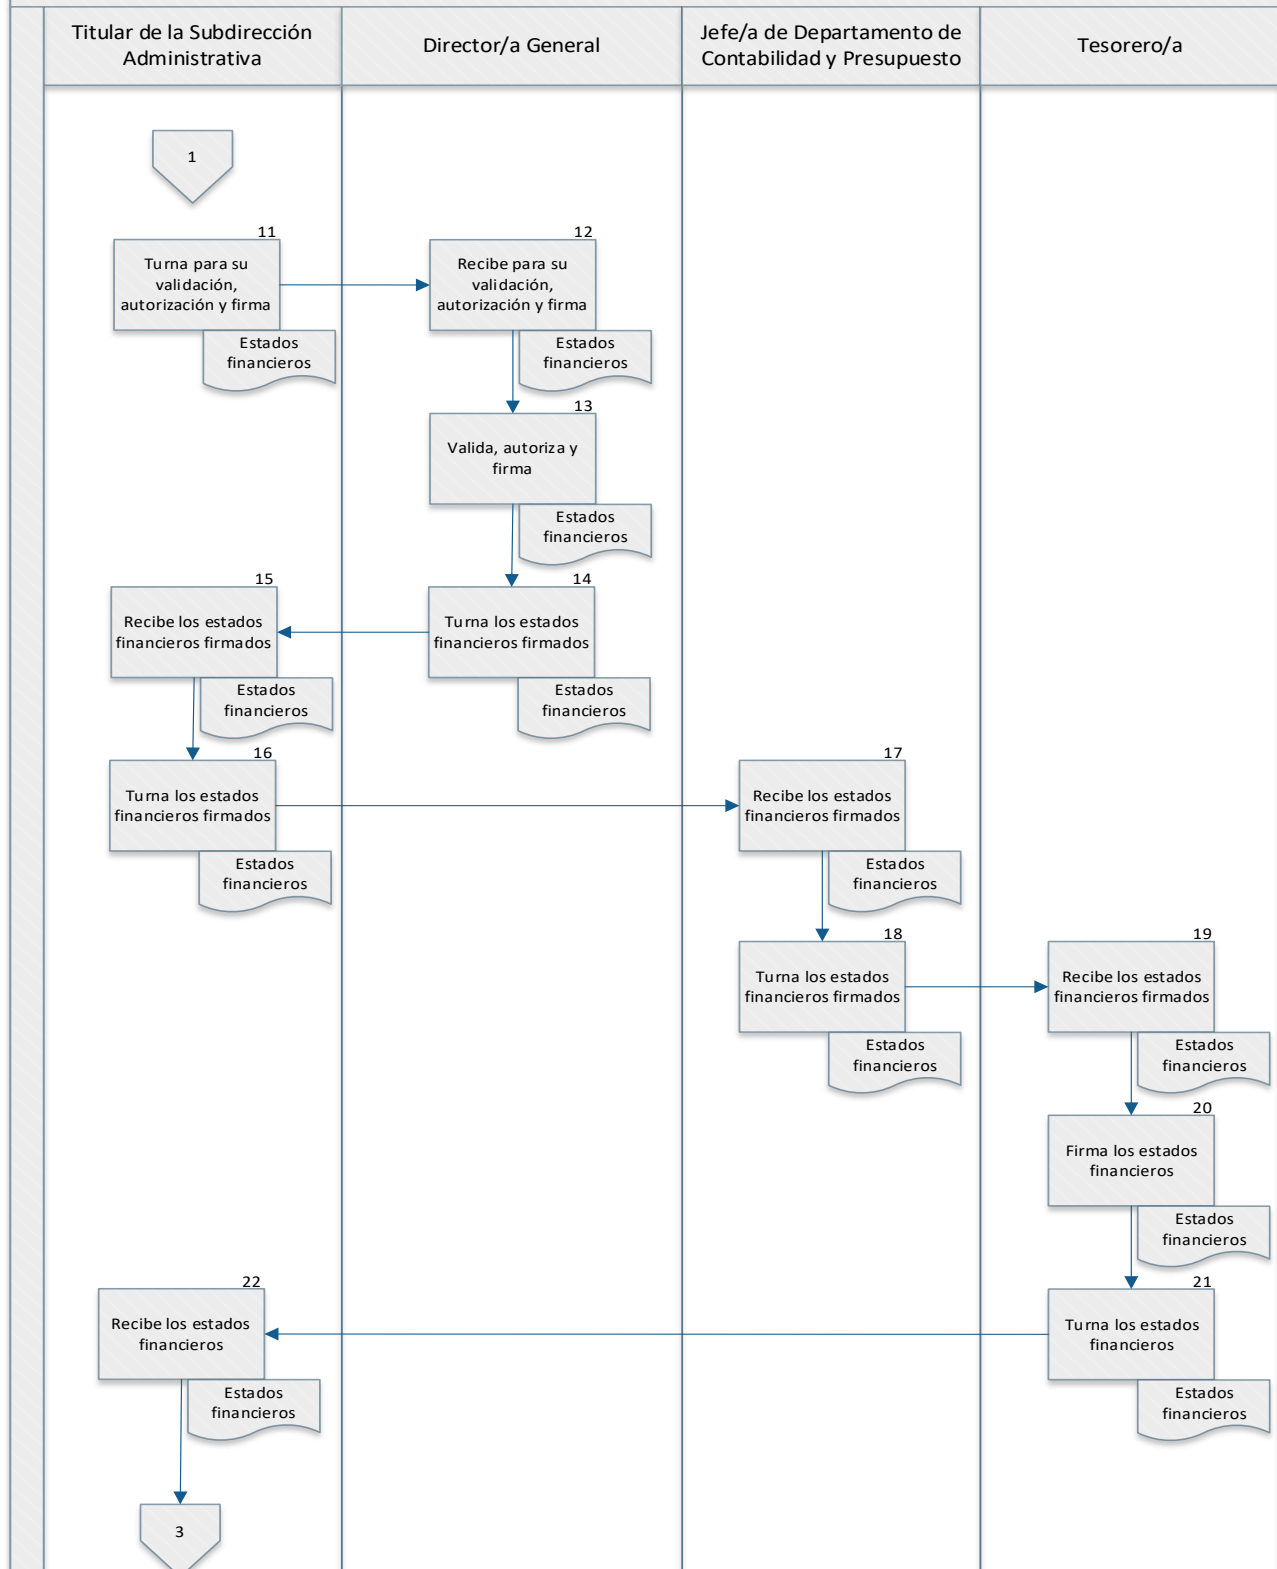 Titular de la Subdirección
Administrativa
Director/a General
Jefe/a de Departamento de
Contabilidad y Presupuesto
Tesorero/a
1
11
Turna para su
validación,
autorización y firma
Estados
financieros
12
Recibe para su
validación,
autorización y firma
Estados
financieros
13
Valida, autoriza y
firma
Estados
financieros
14
Turna los estados
financieros firmados
Estados
financieros
15
Recibe los estados
financieros firmados
Estados
financieros
16
Turna los estados
financieros firmados
Estados
financieros
17
Recibe los estados
financieros firmados
Estados
financieros
18
Turna los estados
financieros firmados
Estados
financieros
19
Recibe los estados
financieros firmados
Estados
financieros
20
Firma los estados
financieros
Estados
financieros
21
Turna los estados
financieros
Estados
financieros
22
Recibe los estados
financieros
Estados
financieros
3